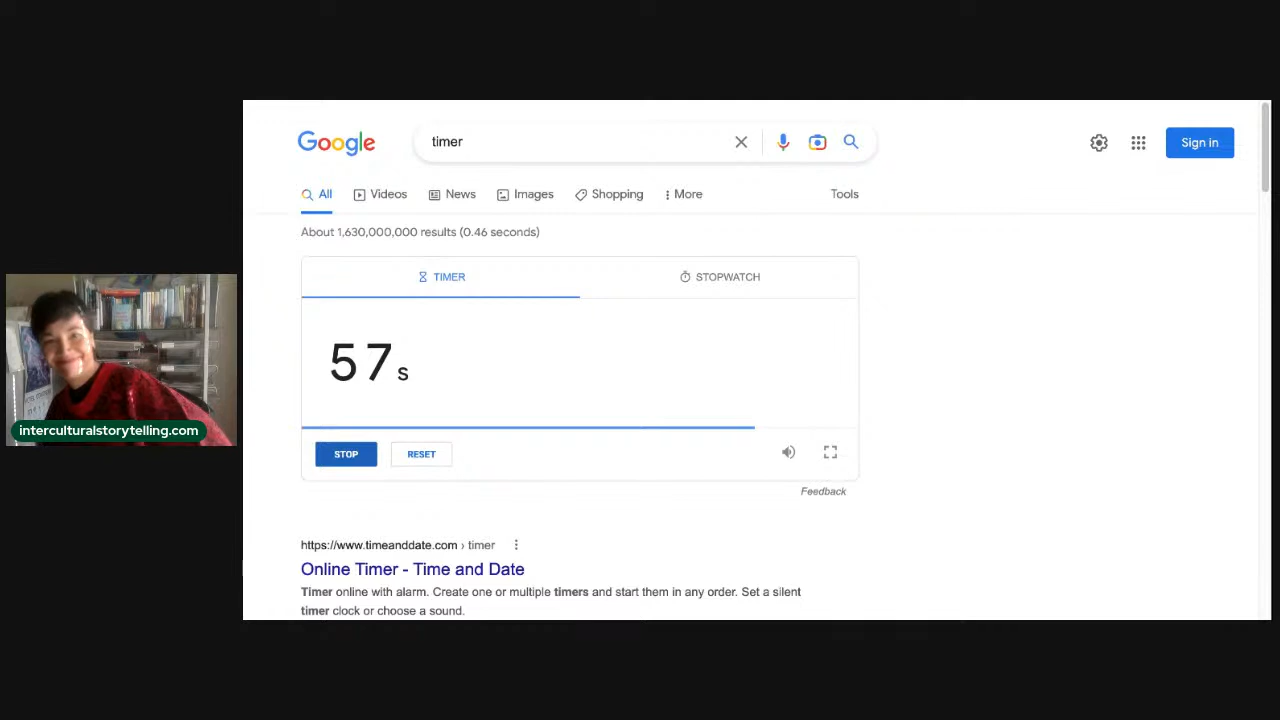 Google
timer
Sign in
All
Videos
News
Images
Shopping
More
Tools
About 1,630,000,000 results (0.46 seconds)
TIMER
STOPWATCH
57s
STOP
RESET
Feedback
interculturalstorytelling.com
https://www.timeanddate.com › timer
Online Timer - Time and Date
Timer online with alarm. Create one or multiple timers and start them in any order. Set a silent
timer clock or choose a sound.